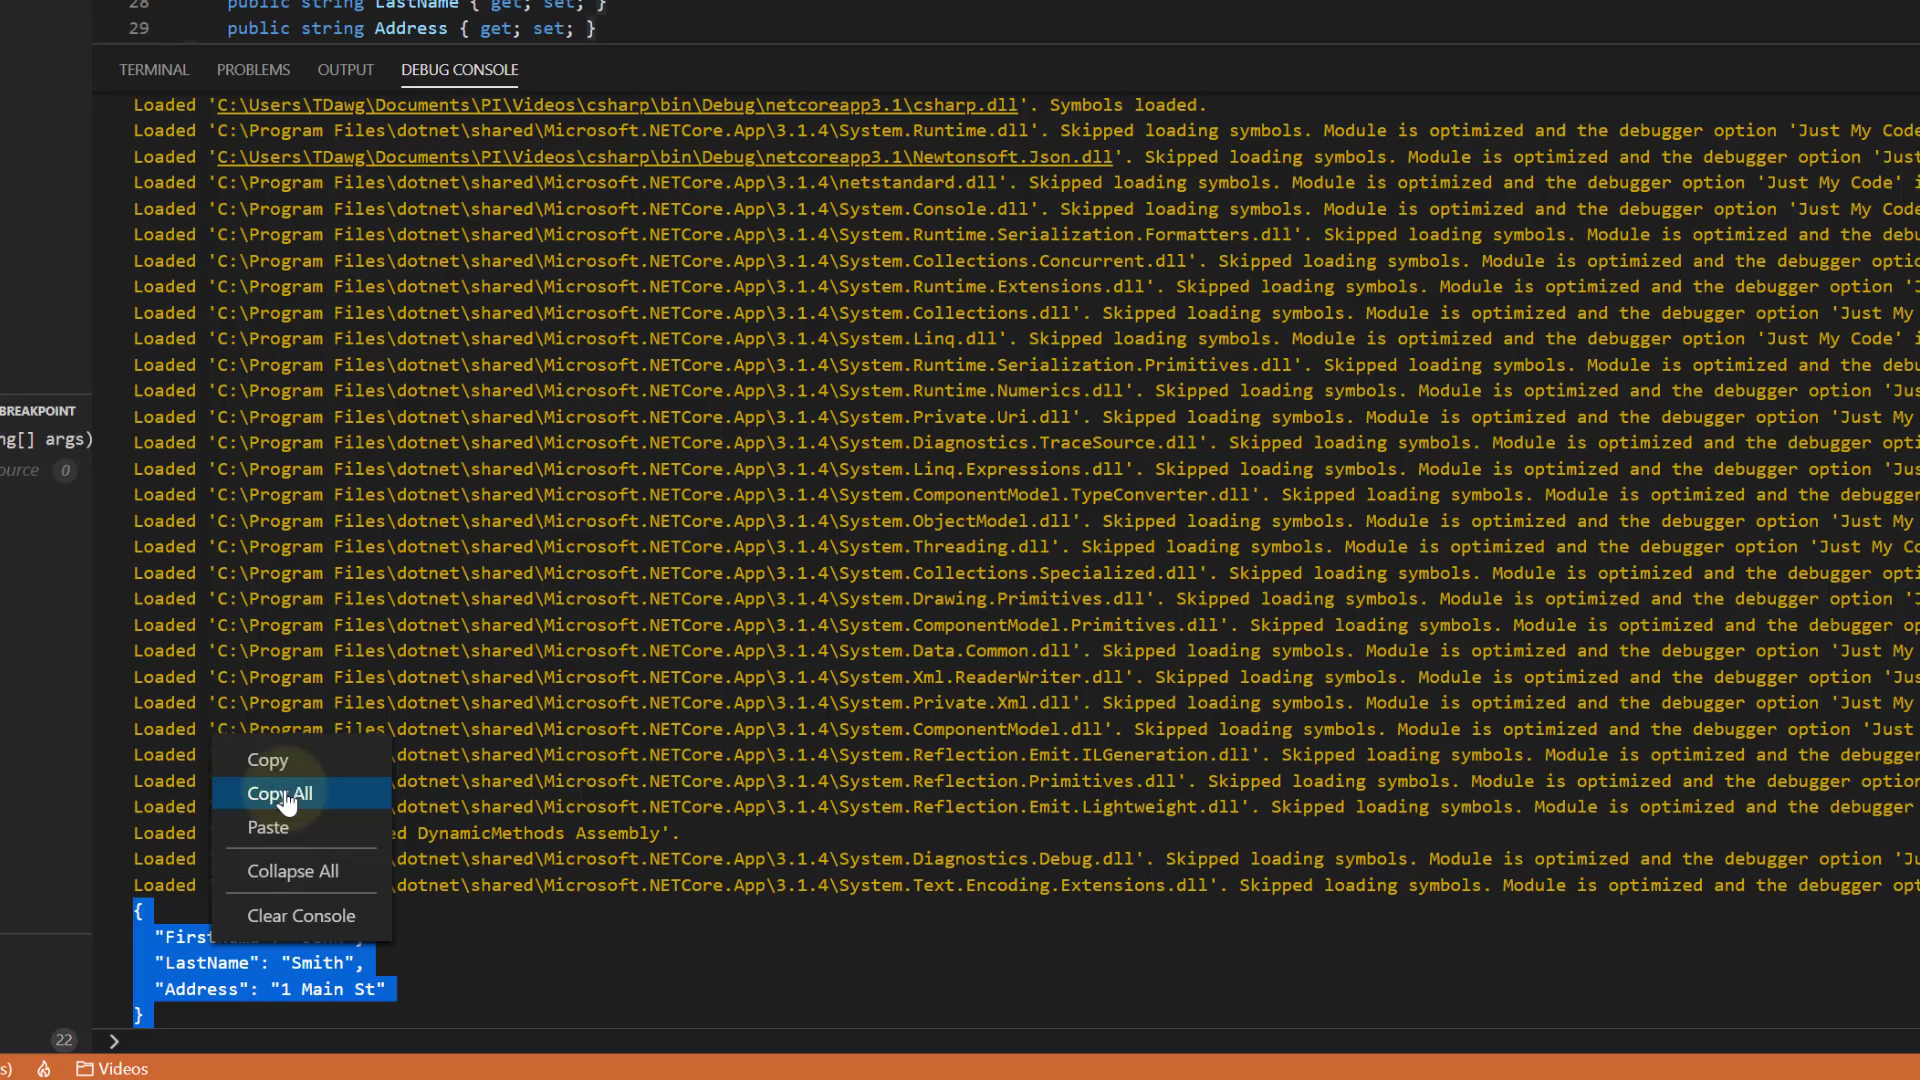 28 public string LastName { get; set; }
29 public string Address { get; set; }
TERMINAL PROBLEMS OUTPUT DEBUG CONSOLE
Loaded 'C:\Users\TDawg\Documents\PI\Videos\csharp\bin\Debug\netcoreapp3.1\csharp.dll'. Symbols loaded.
Loaded 'C:\Program Files\dotnet\shared\Microsoft.NETCore.App\3.1.4\System.Runtime.dll'. Skipped loading symbols. Module is optimized and the debugger option 'Just My Code
Loaded 'C:\Users\TDawg\Documents\PI\Videos\csharp\bin\Debug\netcoreapp3.1\Newtonsoft.Json.dll'. Skipped loading symbols. Module is optimized and the debugger option 'Just
Loaded 'C:\Program Files\dotnet\shared\Microsoft.NETCore.App\3.1.4\netstandard.dll'. Skipped loading symbols. Module is optimized and the debugger option 'Just My Code' i
Loaded 'C:\Program Files\dotnet\shared\Microsoft.NETCore.App\3.1.4\System.Console.dll'. Skipped loading symbols. Module is optimized and the debugger option 'Just My Code
Loaded 'C:\Program Files\dotnet\shared\Microsoft.NETCore.App\3.1.4\System.Runtime.Serialization.Formatters.dll'. Skipped loading symbols. Module is optimized and the debu
Loaded 'C:\Program Files\dotnet\shared\Microsoft.NETCore.App\3.1.4\System.Collections.Concurrent.dll'. Skipped loading symbols. Module is optimized and the debugger optio
Loaded 'C:\Program Files\dotnet\shared\Microsoft.NETCore.App\3.1.4\System.Runtime.Extensions.dll'. Skipped loading symbols. Module is optimized and the debugger option 'J
Loaded 'C:\Program Files\dotnet\shared\Microsoft.NETCore.App\3.1.4\System.Collections.dll'. Skipped loading symbols. Module is optimized and the debugger option 'Just My
Loaded 'C:\Program Files\dotnet\shared\Microsoft.NETCore.App\3.1.4\System.Linq.dll'. Skipped loading symbols. Module is optimized and the debugger option 'Just My Code' i
Loaded 'C:\Program Files\dotnet\shared\Microsoft.NETCore.App\3.1.4\System.Runtime.Serialization.Primitives.dll'. Skipped loading symbols. Module is optimized and the debu
Loaded 'C:\Program Files\dotnet\shared\Microsoft.NETCore.App\3.1.4\System.Runtime.Numerics.dll'. Skipped loading symbols. Module is optimized and the debugger option 'Jus
Loaded 'C:\Program Files\dotnet\shared\Microsoft.NETCore.App\3.1.4\System.Private.Uri.dll'. Skipped loading symbols. Module is optimized and the debugger option 'Just My
Loaded 'C:\Program Files\dotnet\shared\Microsoft.NETCore.App\3.1.4\System.Diagnostics.TraceSource.dll'. Skipped loading symbols. Module is optimized and the debugger opti
Loaded 'C:\Program Files\dotnet\shared\Microsoft.NETCore.App\3.1.4\System.Linq.Expressions.dll'. Skipped loading symbols. Module is optimized and the debugger option 'Jus
Loaded 'C:\Program Files\dotnet\shared\Microsoft.NETCore.App\3.1.4\System.ComponentModel.TypeConverter.dll'. Skipped loading symbols. Module is optimized and the debugger
Loaded 'C:\Program Files\dotnet\shared\Microsoft.NETCore.App\3.1.4\System.ObjectModel.dll'. Skipped loading symbols. Module is optimized and the debugger option 'Just My
Loaded 'C:\Program Files\dotnet\shared\Microsoft.NETCore.App\3.1.4\System.Threading.dll'. Skipped loading symbols. Module is optimized and the debugger option 'Just My Co
Loaded 'C:\Program Files\dotnet\shared\Microsoft.NETCore.App\3.1.4\System.Collections.Specialized.dll'. Skipped loading symbols. Module is optimized and the debugger opti
Loaded 'C:\Program Files\dotnet\shared\Microsoft.NETCore.App\3.1.4\System.Drawing.Primitives.dll'. Skipped loading symbols. Module is optimized and the debugger option 'J
Loaded 'C:\Program Files\dotnet\shared\Microsoft.NETCore.App\3.1.4\System.ComponentModel.Primitives.dll'. Skipped loading symbols. Module is optimized and the debugger op
Loaded 'C:\Program Files\dotnet\shared\Microsoft.NETCore.App\3.1.4\System.Data.Common.dll'. Skipped loading symbols. Module is optimized and the debugger option 'Just My
Loaded 'C:\Program Files\dotnet\shared\Microsoft.NETCore.App\3.1.4\System.Xml.ReaderWriter.dll'. Skipped loading symbols. Module is optimized and the debugger option 'Jus
Loaded 'C:\Program Files\dotnet\shared\Microsoft.NETCore.App\3.1.4\System.Private.Xml.dll'. Skipped loading symbols. Module is optimized and the debugger option 'Just My
Loaded 'C:\Program Files\dotnet\shared\Microsoft.NETCore.App\3.1.4\System.ComponentModel.dll'. Skipped loading symbols. Module is optimized and the debugger option 'Just
Loaded dotnet\shared\Microsoft.NETCore.App\3.1.4\System.Reflection.Emit.ILGeneration.dll'. Skipped loading symbols. Module is optimized and the debugger o
Loaded dotnet\shared\Microsoft.NETCore.App\3.1.4\System.Reflection.Primitives.dll'. Skipped loading symbols. Module is optimized and the debugger option
Loaded dotnet\shared\Microsoft.NETCore.App\3.1.4\System.Reflection.Emit.Lightweight.dll'. Skipped loading symbols. Module is optimized and the debugger op
Loaded ed DynamicMethods Assembly'.
Loaded dotnet\shared\Microsoft.NETCore.App\3.1.4\System.Diagnostics.Debug.dll'. Skipped loading symbols. Module is optimized and the debugger option 'Ju
Loaded dotnet\shared\Microsoft.NETCore.App\3.1.4\System.Text.Encoding.Extensions.dll'. Skipped loading symbols. Module is optimized and the debugger opt
{
"First
"LastName": "Smith",
"Address": "1 Main St"
}
Copy
Copy All
Paste
Collapse All
Clear Console
BREAKPOINT
ng[] args)
ource 0
22
s) Videos